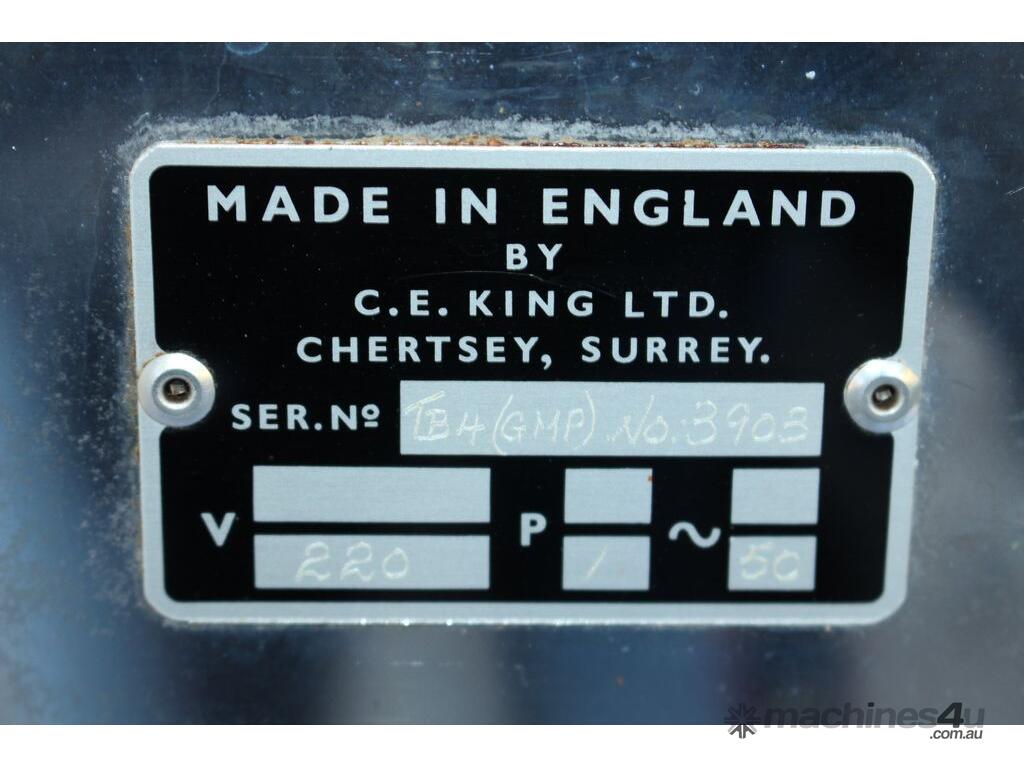 MADE IN ENGLAND
BY
C.E. KING LTD.
CHERTSEY, SURREY.
SER. Nº TB4 (GMP) No: 3903
V 220 P 1 ~ 50
machines4u
.com.au